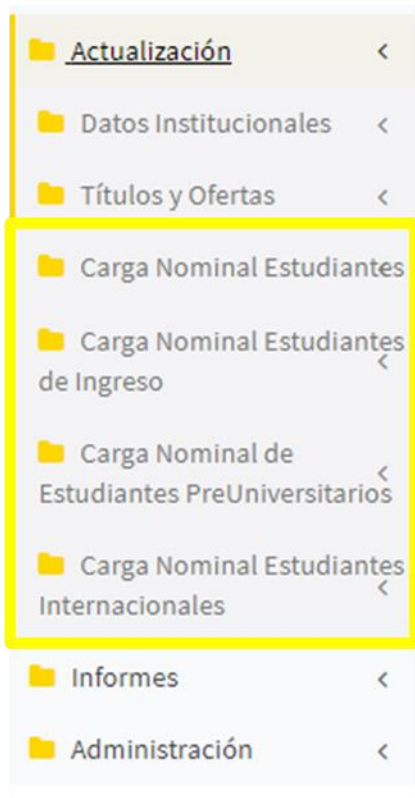 Actualización
Datos Institucionales
Títulos y Ofertas
Carga Nominal Estudiantes
Carga Nominal Estudiantes
de Ingreso
Carga Nominal de
Estudiantes PreUniversitarios
Carga Nominal Estudiantes
Internacionales
Informes
Administración